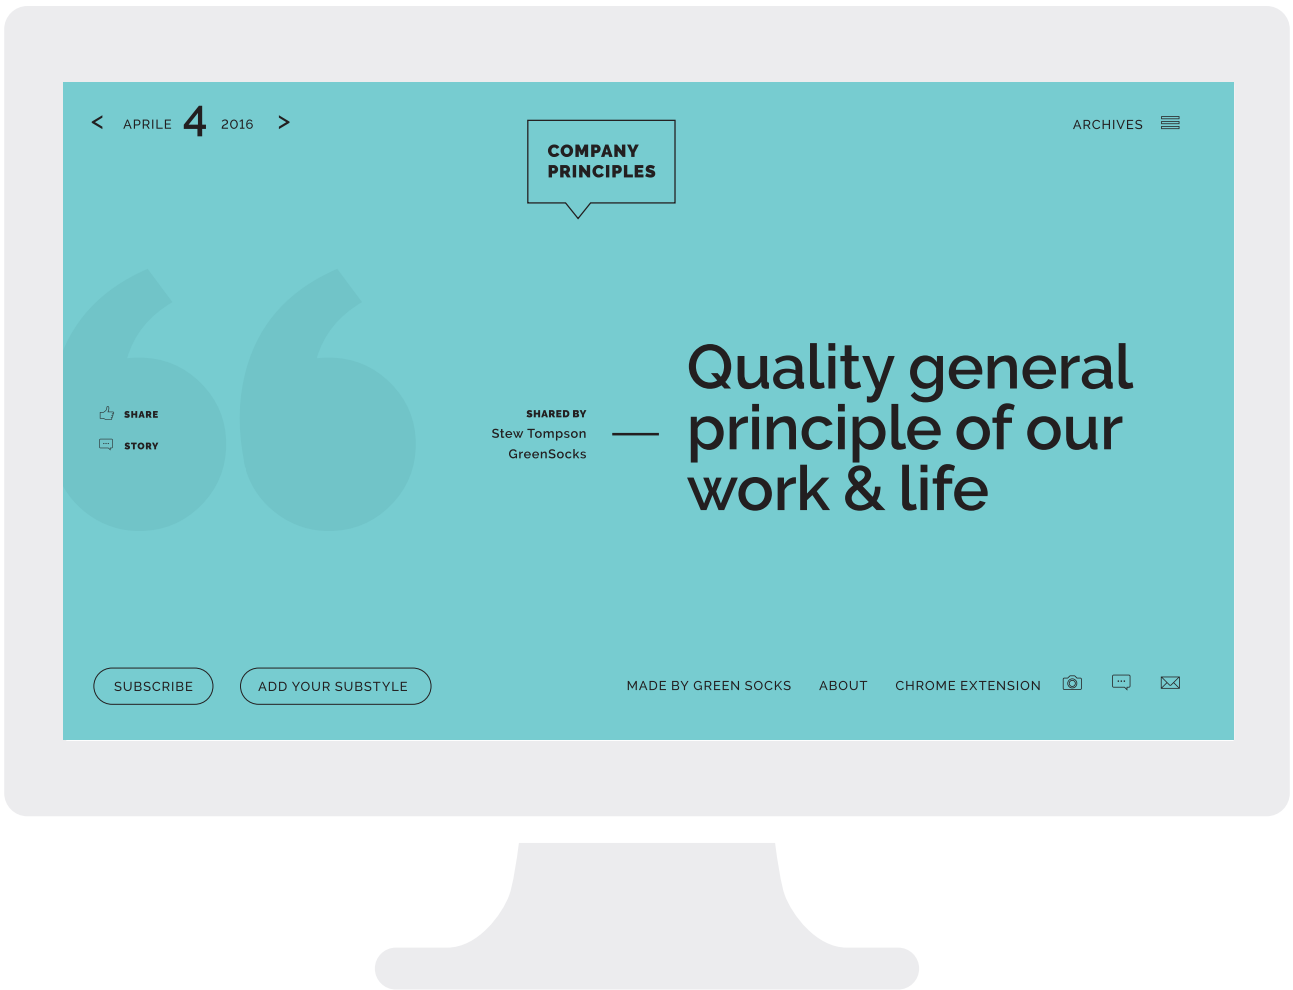 < APRILE 4 2016 >
COMPANY
PRINCIPLES
ARCHIVES
SHARE
STORY
SHARED BY
Stew Tompson
GreenSocks
Quality general
principle of our
work & life
SUBSCRIBE
ADD YOUR SUBSTYLE
MADE BY GREEN SOCKS
ABOUT
CHROME EXTENSION